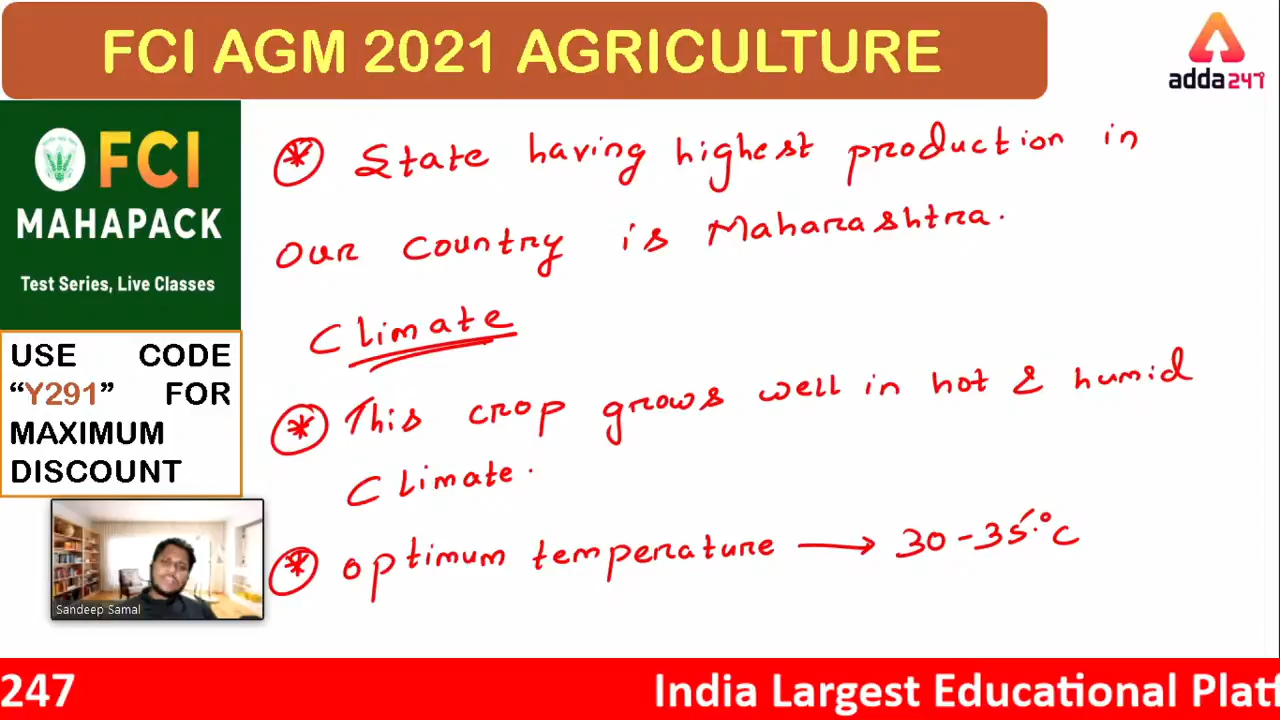 FCI AGM 2021 AGRICULTURE
adda247
FCI
MAHAPACK
Test Series, Live Classes
USE CODE
“Y291” FOR
MAXIMUM
DISCOUNT
Sandeep Samal
* State having highest production in
our country is Maharashtra.
Climate
* This crop grows well in hot & humid
Climate.
* optimum temperature → 30-35°C
247
India Largest Educational Platf